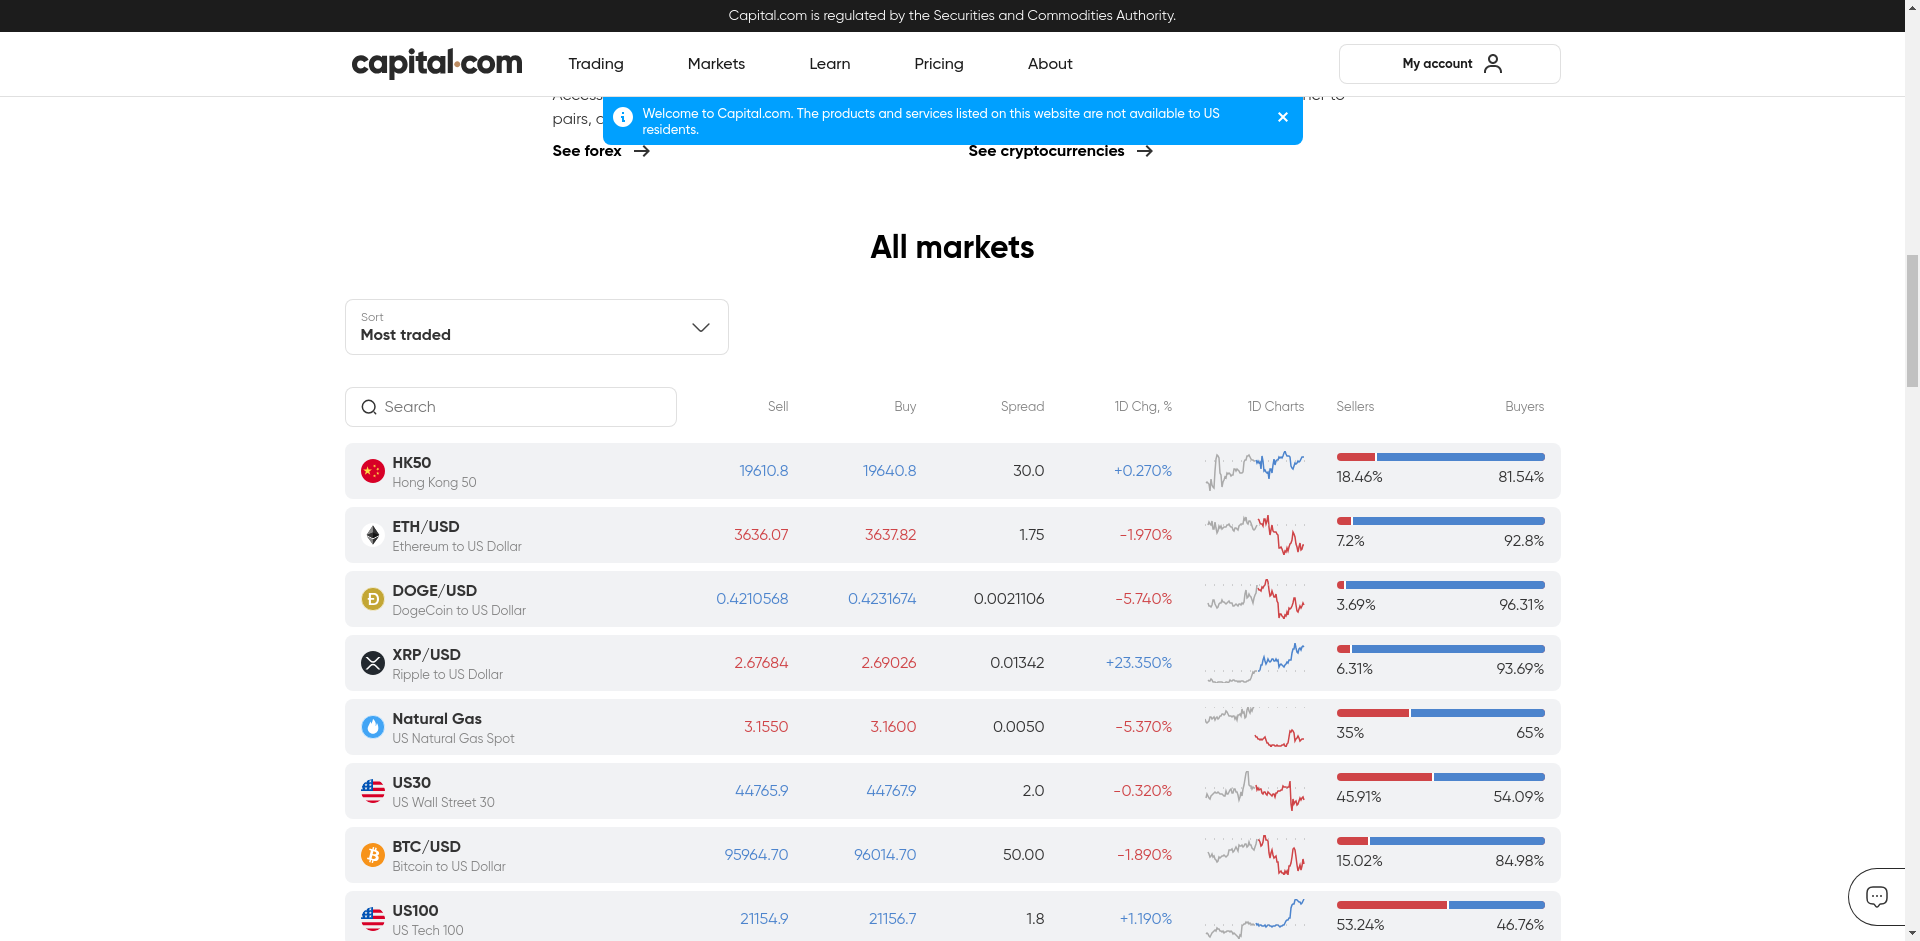 Capital.com is regulated by the Securities and Commodities Authority.
capital.com
Trading
Markets
Learn
Pricing
About
My account
Welcome to Capital.com. The products and services listed on this website are not available to US
residents.
pairs,
See forex
See cryptocurrencies
All markets
Sort
Most traded
Search
Sell
Buy
Spread
1D Chg, %
1D Charts
Sellers
Buyers
HK50
Hong Kong 50
19610.8
19640.8
30.0
+0.270%
18.46%
81.54%
ETH/USD
Ethereum to US Dollar
3636.07
3637.82
1.75
-1.970%
7.2%
92.8%
DOGE/USD
DogeCoin to US Dollar
0.4210568
0.4231674
0.0021106
-5.740%
3.69%
96.31%
XRP/USD
Ripple to US Dollar
2.67684
2.69026
0.01342
+23.350%
6.31%
93.69%
Natural Gas
US Natural Gas Spot
3.1550
3.1600
0.0050
-5.370%
35%
65%
US30
US Wall Street 30
44765.9
44767.9
2.0
-0.320%
45.91%
54.09%
BTC/USD
Bitcoin to US Dollar
95964.70
96014.70
50.00
-1.890%
15.02%
84.98%
US100
US Tech 100
21154.9
21156.7
1.8
+1.190%
53.24%
46.76%